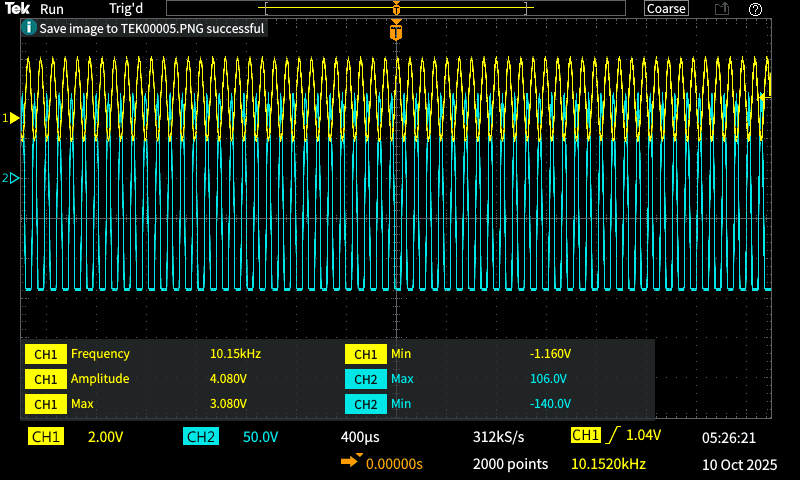 Tek Run Trig'd T Coarse ?
i Save image to TEK00005.PNG successful
T
1
2
CH1 Frequency 10.15kHz CH1 Min -1.160V
CH1 Amplitude 4.080V CH2 Max 106.0V
CH1 Max 3.080V CH2 Min -140.0V
CH1 2.00V CH2 50.0V 400µs 312kS/s CH1 1.04V 05:26:21
0.00000s 2000 points 10.1520kHz 10 Oct 2025